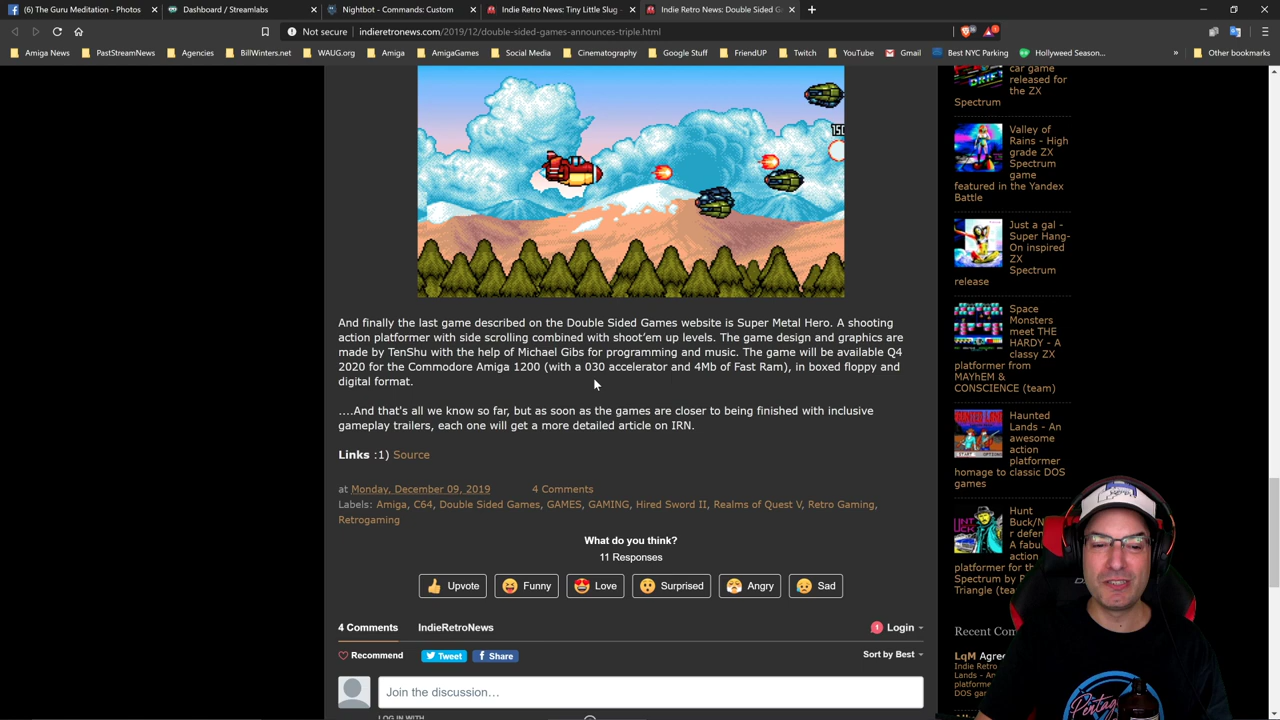 (6) The Guru Meditation - Photos
Dashboard / Streamlabs
Nightbot - Commands: Custom
Indie Retro News: Tiny Little Slug -
Indie Retro News: Double Sided G
Not secure
indieretronews.com/2019/12/double-sided-games-announces-triple.html
Amiga News
PastStreamNews
Agencies
BillWinters.net
WAUG.org
Amiga
AmigaGames
Social Media
Cinematography
Google Stuff
FriendUP
Twitch
YouTube
Gmail
Best NYC Parking
Hollyweed Season...
Other bookmarks
150
And finally the last game described on the Double Sided Games website is Super Metal Hero. A shooting
action platformer with side scrolling combined with shoot'em up levels. The game design and graphics are
made by TenShu with the help of Michael Gibs for programming and music. The game will be available Q4
2020 for the Commodore Amiga 1200 (with a 030 accelerator and 4Mb of Fast Ram), in boxed floppy and
digital format.
....And that's all we know so far, but as soon as the games are closer to being finished with inclusive
gameplay trailers, each one will get a more detailed article on IRN.
Links :1) Source
at Monday, December 09, 2019 4 Comments
Labels: Amiga, C64, Double Sided Games, GAMES, GAMING, Hired Sword II, Realms of Quest V, Retro Gaming,
Retrogaming
What do you think?
11 Responses
Upvote
Funny
Love
Surprised
Angry
Sad
4 Comments
IndieRetroNews
1
Login
Recommend
Tweet
Share
Sort by Best
Join the discussion…
LOG IN WITH
car game
released for
the ZX
Spectrum
Valley of
Rains - High
grade ZX
Spectrum
game
featured in the Yandex
Battle
Just a gal -
Super Hang-
On inspired
ZX
Spectrum
release
Space
Monsters
meet THE
HARDY - A
classy ZX
platformer
from
MAYhEM &
CONSCIENCE (team)
Haunted
Lands - An
awesome
action
platformer
homage to classic DOS
games
Hunt
Buck/N
r defen
A fabu
action
platformer for th
Spectrum by P
Triangle (tea
Recent Com
LqM Agree
Indie Retro
Lands - An
platforme
DOS gar